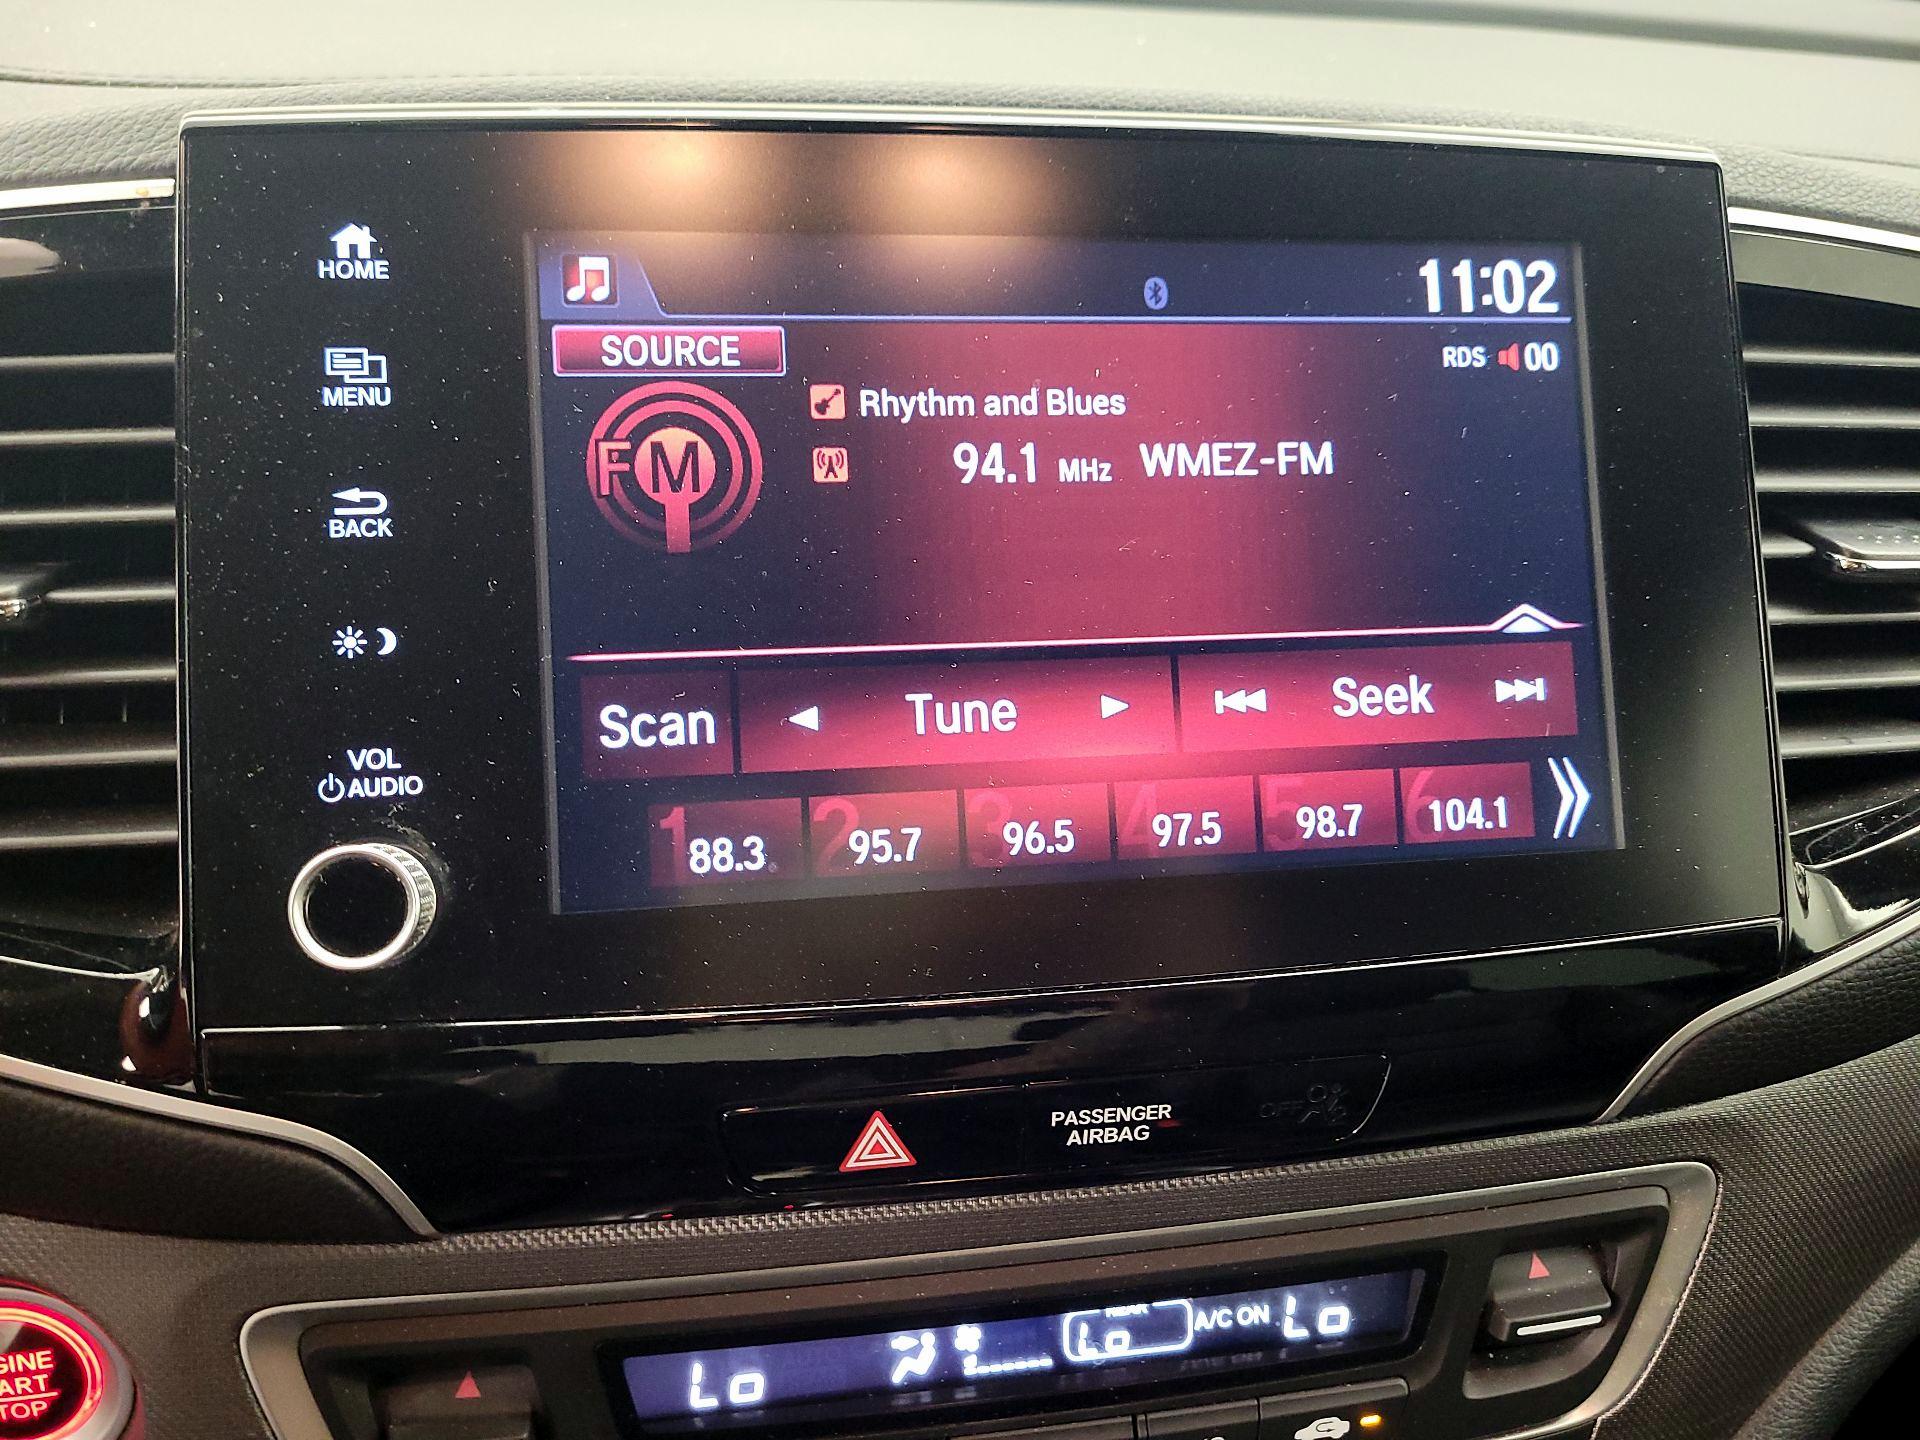 HOME
MENU
BACK
VOL
AUDIO
11:02
SOURCE
RDS 00
FM
Rhythm and Blues
94.1 MHz WMEZ-FM
Scan Tune Seek
1 88.3 2 95.7 3 96.5 4 97.5 5 98.7 6 104.1
PASSENGER
AIRBAG
OFF
REAR
Lo Lo A/C ON Lo
GINE
ART
TOP